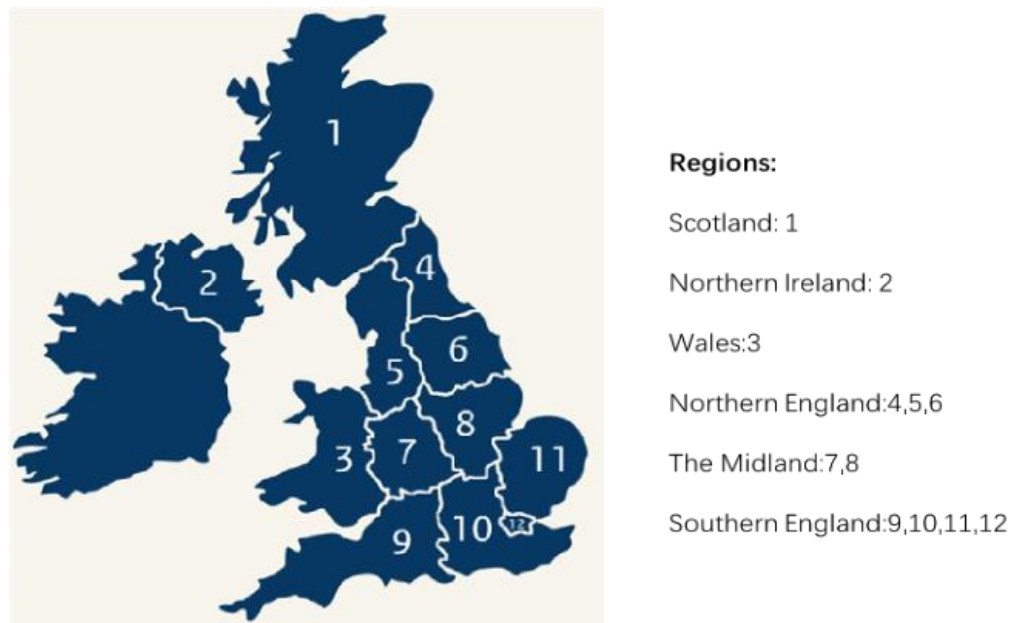 1
2
4
6
5
8
3
7
11
10
12
9
Regions:
Scotland: 1
Northern Ireland: 2
Wales:3
Northern England:4,5,6
The Midland:7,8
Southern England:9,10,11,12